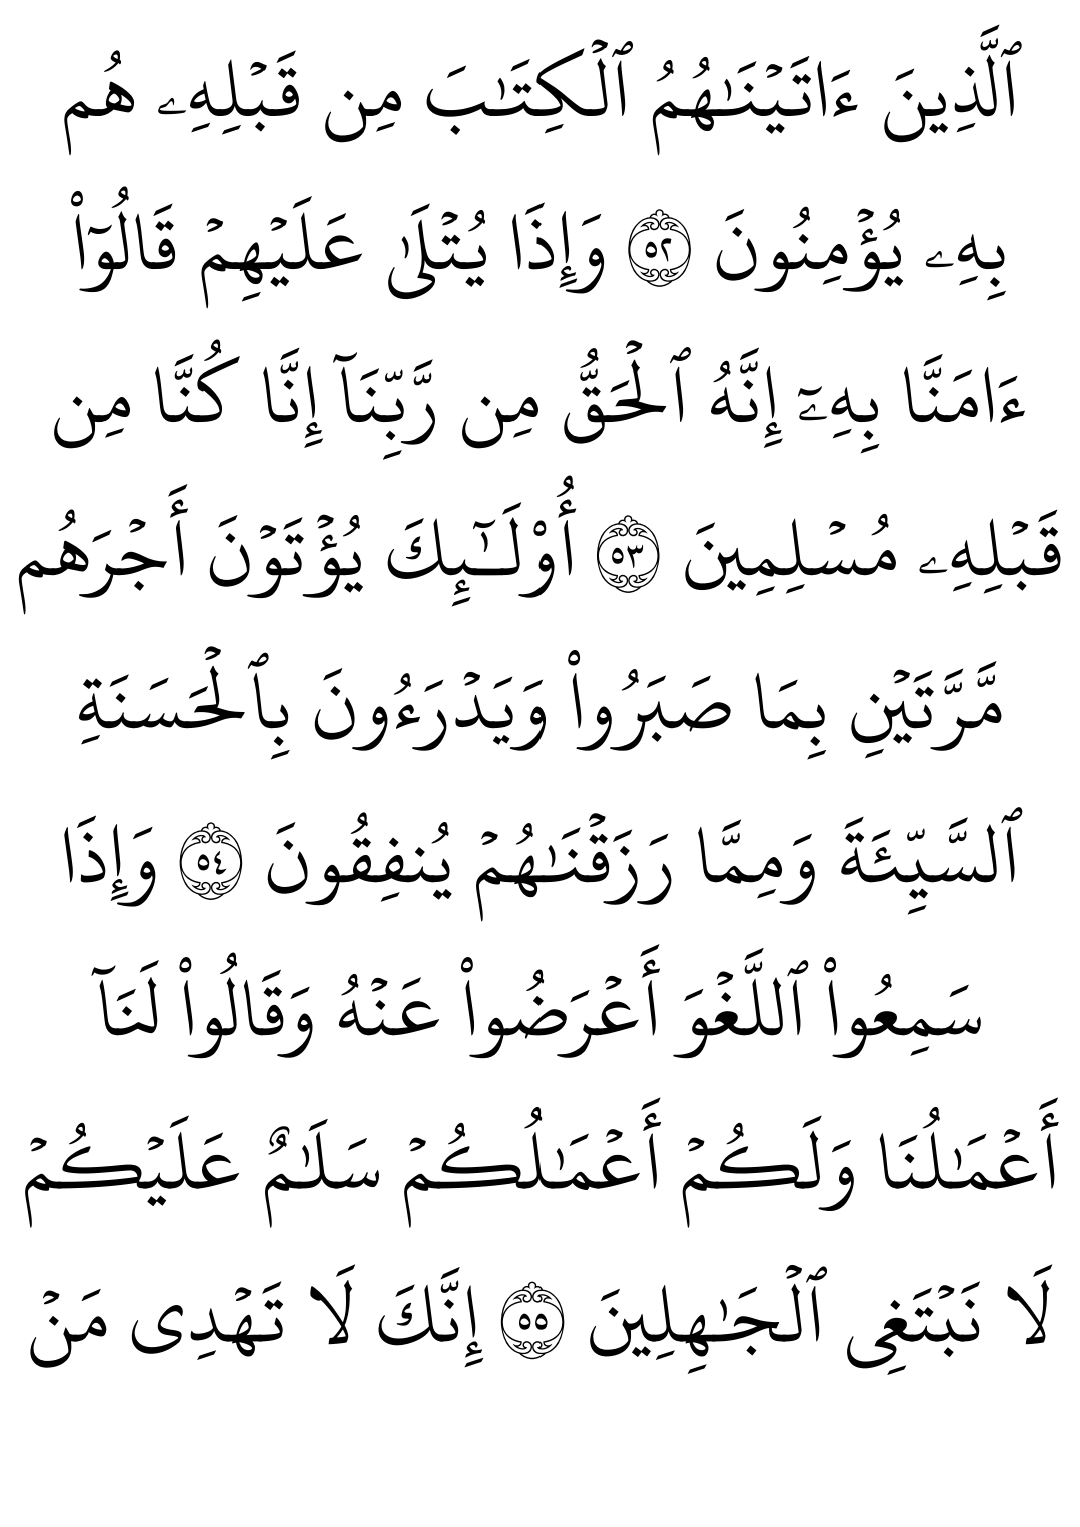 ٱلَّذِينَ ءَاتَيۡنَٰهُمُ ٱلۡكِتَٰبَ مِن قَبۡلِهِۦ هُم
بِهِۦ يُؤۡمِنُونَ ٥٢ وَإِذَا يُتۡلَىٰ عَلَيۡهِمۡ قَالُوٓاْ
ءَامَنَّا بِهِۦٓ إِنَّهُ ٱلۡحَقُّ مِن رَّبِّنَآ إِنَّا كُنَّا مِن
قَبۡلِهِۦ مُسۡلِمِينَ ٥٣ أُوْلَٰٓئِكَ يُؤۡتَوۡنَ أَجۡرَهُم
مَّرَّتَيۡنِ بِمَا صَبَرُواْ وَيَدۡرَءُونَ بِٱلۡحَسَنَةِ
ٱلسَّيِّئَةَ وَمِمَّا رَزَقۡنَٰهُمۡ يُنفِقُونَ ٥٤ وَإِذَا
سَمِعُواْ ٱللَّغۡوَ أَعۡرَضُواْ عَنۡهُ وَقَالُواْ لَنَآ
أَعۡمَٰلُنَا وَلَكُمۡ أَعۡمَٰلُكُمۡ سَلَٰمٌ عَلَيۡكُمۡ
لَا نَبۡتَغِي ٱلۡجَٰهِلِينَ ٥٥ إِنَّكَ لَا تَهۡدِي مَنۡ